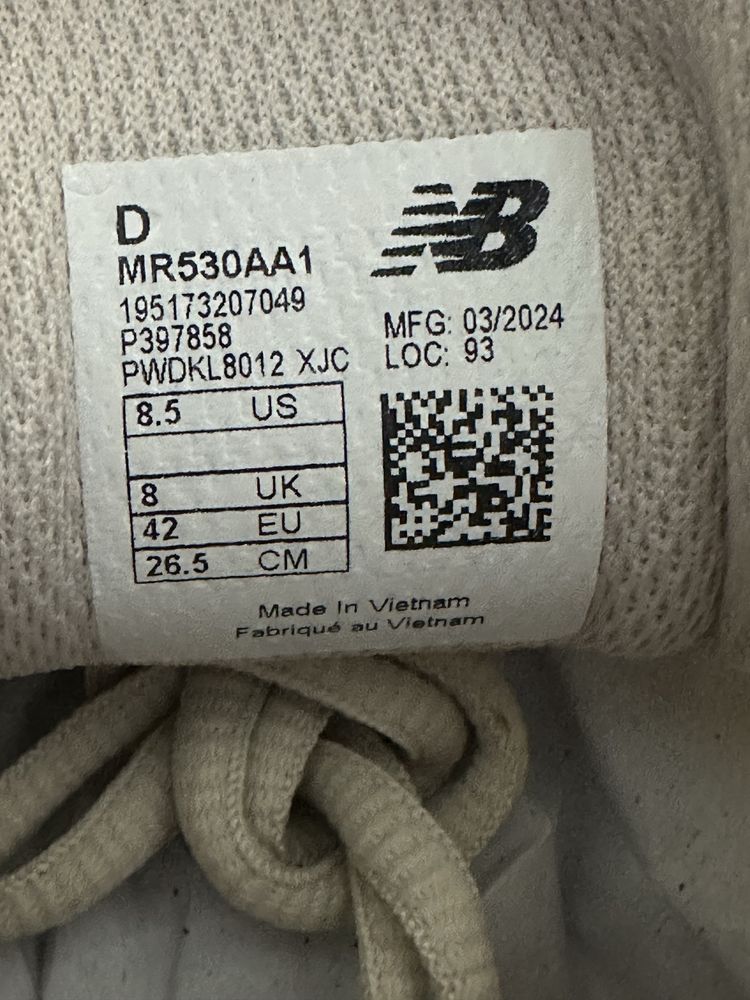 D
MR530AA1
195173207049
P397858
PWDKL8012 XJC
NB
MFG: 03/2024
LOC: 93
8.5 US
8 UK
42 EU
26.5 CM
Made In Vietnam
Fabriqué au Vietnam